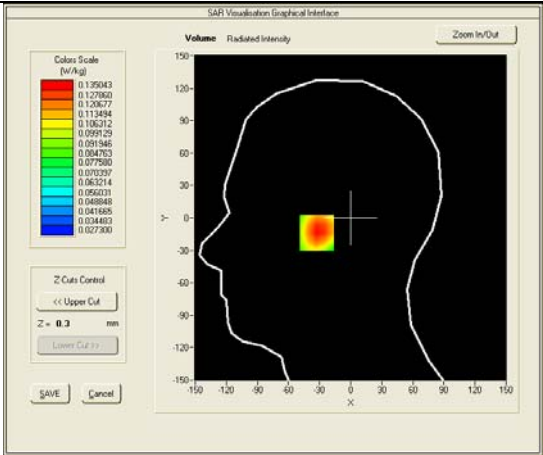 SAR Visualisation Graphical Interface
Volume Radiated Intensity
Zoom In/Out
Colors Scale
(W/kg)
0.135043
0.127860
0.120677
0.113494
0.106312
0.099129
0.091946
0.084763
0.077580
0.070397
0.063214
0.056031
0.048848
0.041665
0.034483
0.027300
Z-Cuts Control
<< Upper Cut
Z = 0.3 mm
Lower Cut >>
SAVE Cancel
150
120
90
60
30
0
-30
-60
-90
-120
-150
Y
-150 -120 -90 -60 -30 0 30 60 90 120 150
X